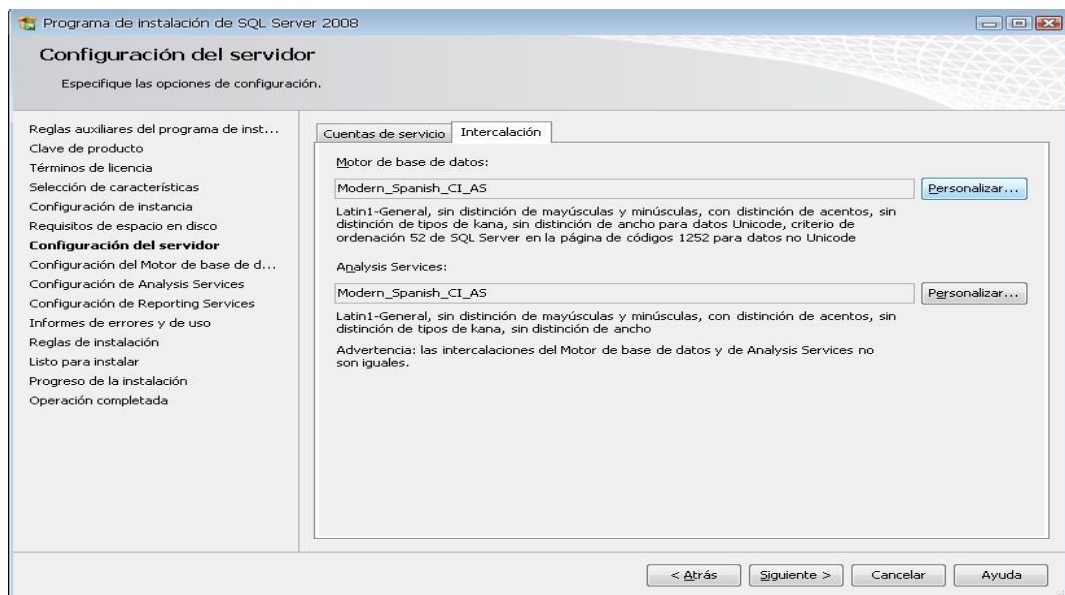 Programa de instalación de SQL Server 2008
Configuración del servidor
Especifique las opciones de configuración.
Reglas auxiliares del programa de inst...
Clave de producto
Términos de licencia
Selección de características
Configuración de instancia
Requisitos de espacio en disco
Configuración del servidor
Configuración del Motor de base de d...
Configuración de Analysis Services
Configuración de Reporting Services
Informes de errores y de uso
Reglas de instalación
Listo para instalar
Progreso de la instalación
Operación completada
Cuentas de servicio
Intercalación
Motor de base de datos:
Modern_Spanish_CI_AS
Personalizar...
Latin1-General, sin distinción de mayúsculas y minúsculas, con distinción de acentos, sin
distinción de tipos de kana, sin distinción de ancho para datos Unicode, criterio de
ordenación 52 de SQL Server en la página de códigos 1252 para datos no Unicode
Analysis Services:
Modern_Spanish_CI_AS
Personalizar...
Latin1-General, sin distinción de mayúsculas y minúsculas, con distinción de acentos, sin
distinción de tipos de kana, sin distinción de ancho
Advertencia: las intercalaciones del Motor de base de datos y de Analysis Services no
son iguales.
< Atrás
Siguiente >
Cancelar
Ayuda